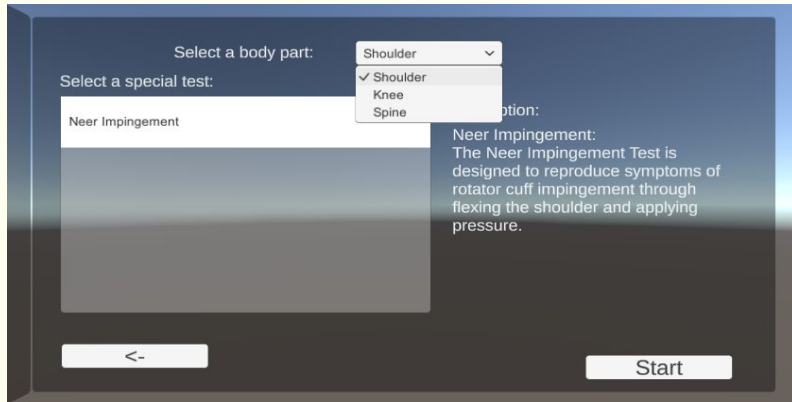 Select a body part:
Shoulder
Select a special test:
✓ Shoulder
Knee
Spine
Neer Impingement
Neer Impingement:
The Neer Impingement Test is
designed to reproduce symptoms of
rotator cuff impingement through
flexing the shoulder and applying
pressure.
<-
Start